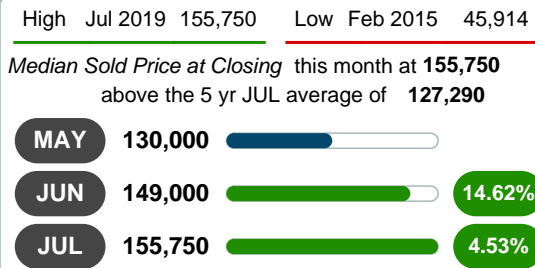 High Jul 2019 155,750 Low Feb 2015 45,914
Median Sold Price at Closing this month at 155,750
above the 5 yr JUL average of 127,290
MAY 130,000
JUN 149,000 14.62%
JUL 155,750 4.53%